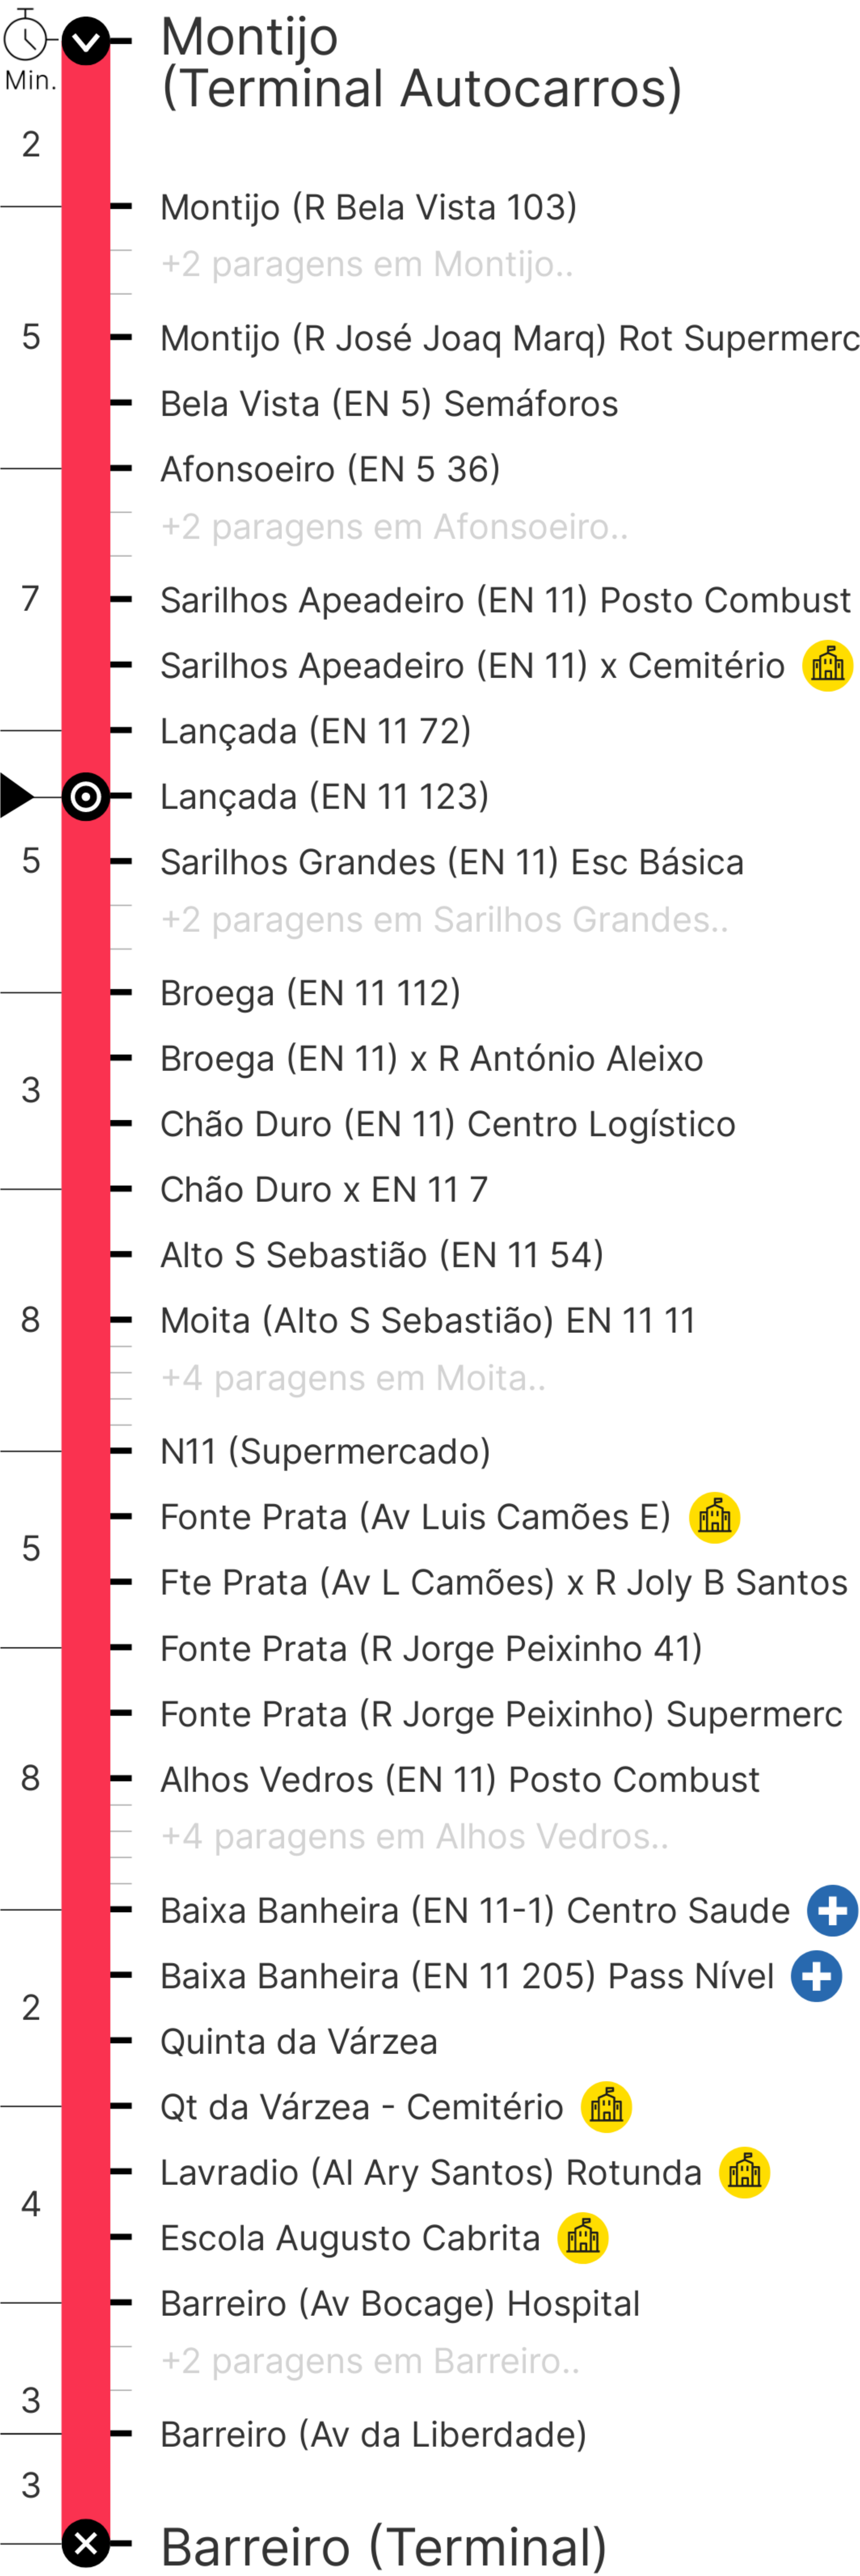 Montijo
(Terminal Autocarros)
Min.
2
Montijo (R Bela Vista 103)
+2 paragens em Montijo..
5
Montijo (R José Joaq Marq) Rot Supermerc
Bela Vista (EN 5) Semáforos
Afonsoeiro (EN 5 36)
+2 paragens em Afonsoeiro..
7
Sarilhos Apeadeiro (EN 11) Posto Combust
Sarilhos Apeadeiro (EN 11) x Cemitério
Lançada (EN 11 72)
Lançada (EN 11 123)
5
Sarilhos Grandes (EN 11) Esc Básica
+2 paragens em Sarilhos Grandes..
Broega (EN 11 112)
Broega (EN 11) x R António Aleixo
3
Chão Duro (EN 11) Centro Logístico
Chão Duro x EN 11 7
Alto S Sebastião (EN 11 54)
8
Moita (Alto S Sebastião) EN 11 11
+4 paragens em Moita..
N11 (Supermercado)
Fonte Prata (Av Luis Camões E)
5
Fte Prata (Av L Camões) x R Joly B Santos
Fonte Prata (R Jorge Peixinho 41)
Fonte Prata (R Jorge Peixinho) Supermerc
8
Alhos Vedros (EN 11) Posto Combust
+4 paragens em Alhos Vedros..
Baixa Banheira (EN 11-1) Centro Saude
Baixa Banheira (EN 11 205) Pass Nível
2
Quinta da Várzea
Qt da Várzea - Cemitério
Lavradio (Al Ary Santos) Rotunda
4
Escola Augusto Cabrita
Barreiro (Av Bocage) Hospital
+2 paragens em Barreiro..
3
Barreiro (Av da Liberdade)
3
Barreiro (Terminal)